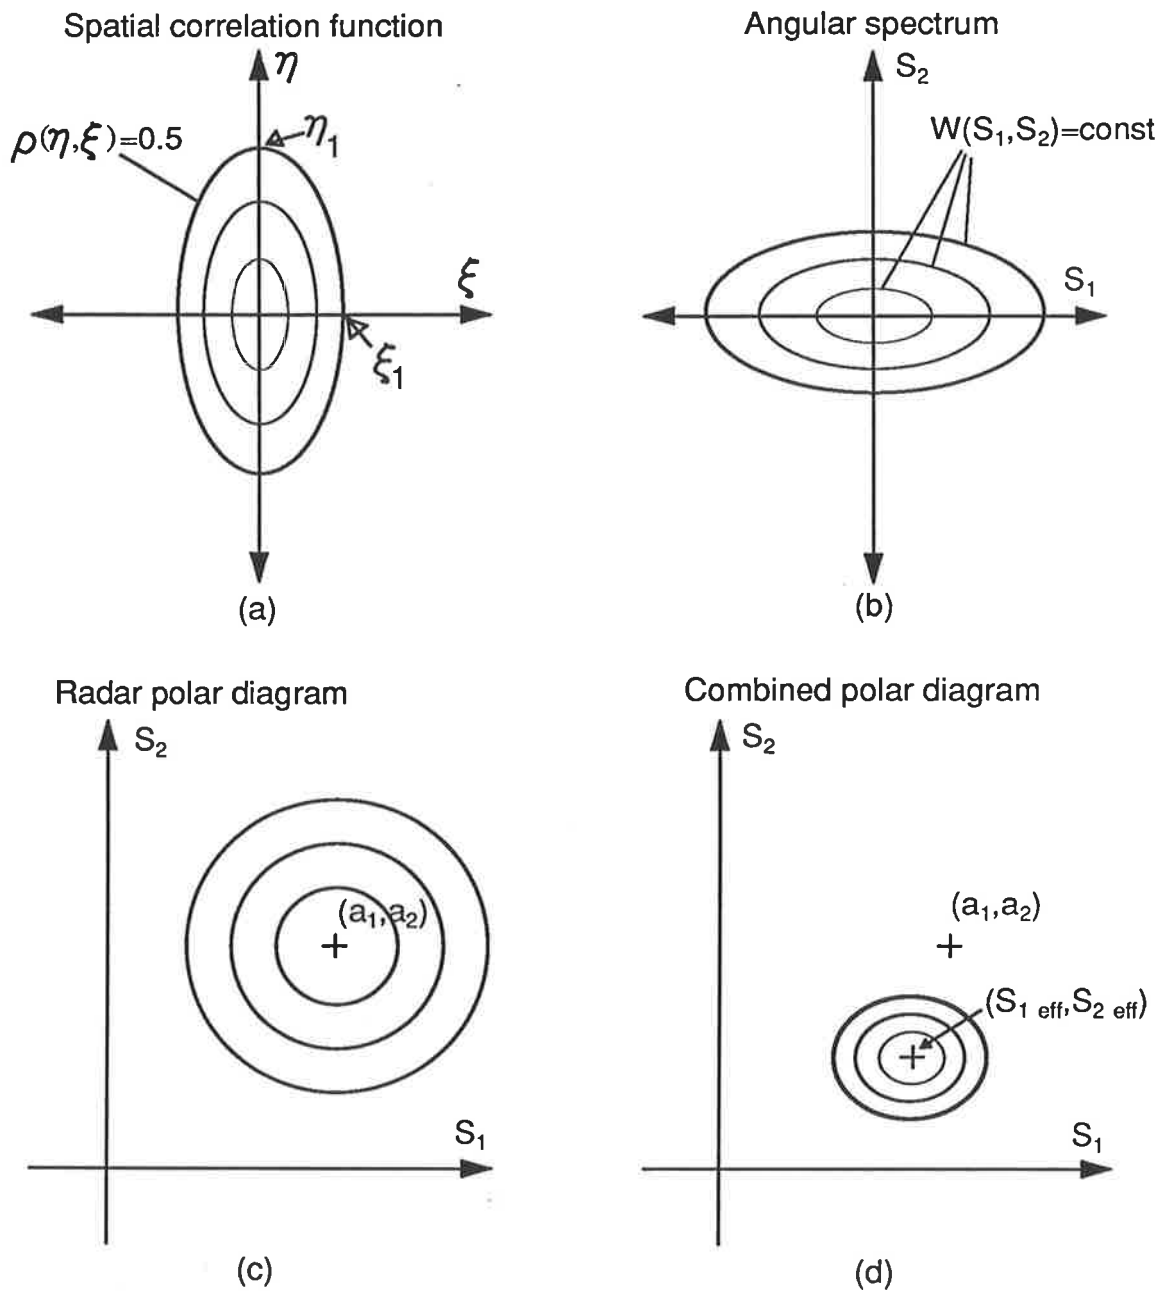 Spatial correlation function
η
ρ(η,ξ)=0.5
η₁
ξ
ξ₁
(a)
Angular spectrum
S₂
W(S₁,S₂)=const
S₁
(b)
Radar polar diagram
S₂
(a₁,a₂)
S₁
(c)
Combined polar diagram
S₂
(a₁,a₂)
(S₁ eff,S₂ eff)
S₁
(d)